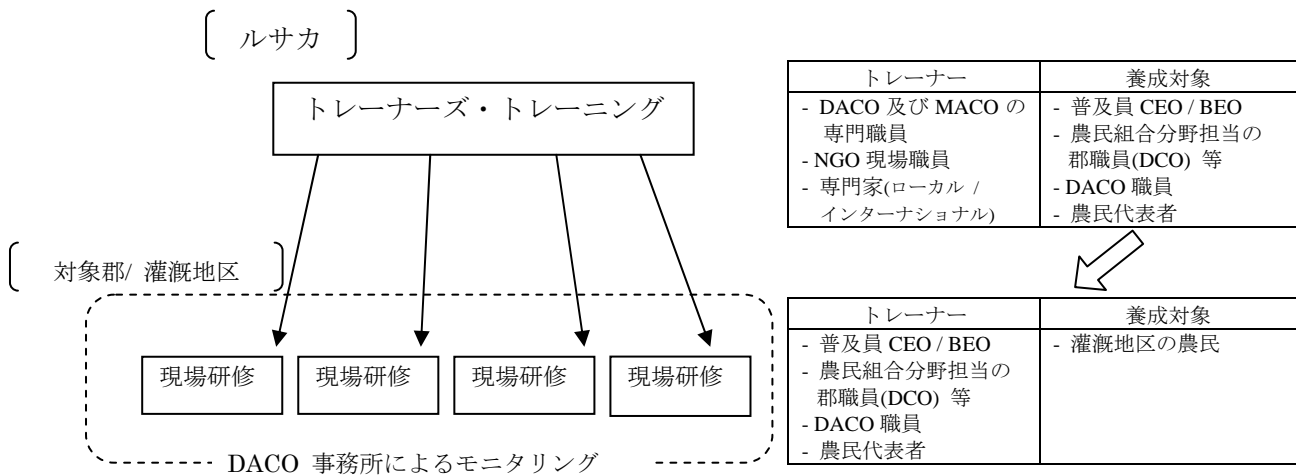 ルサカ
トレーナーズ・トレーニング
対象郡/ 灌漑地区
現場研修
現場研修
現場研修
現場研修
DACO 事務所によるモニタリング
トレーナー
養成対象
- DACO 及び MACO の
専門職員
- NGO 現場職員
- 専門家(ローカル /
インターナショナル)
- 普及員 CEO / BEO
- 農民組合分野担当の
郡職員(DCO) 等
- DACO 職員
- 農民代表者
トレーナー
養成対象
- 普及員 CEO / BEO
- 農民組合分野担当の
郡職員(DCO) 等
- DACO 職員
- 農民代表者
- 灌漑地区の農民